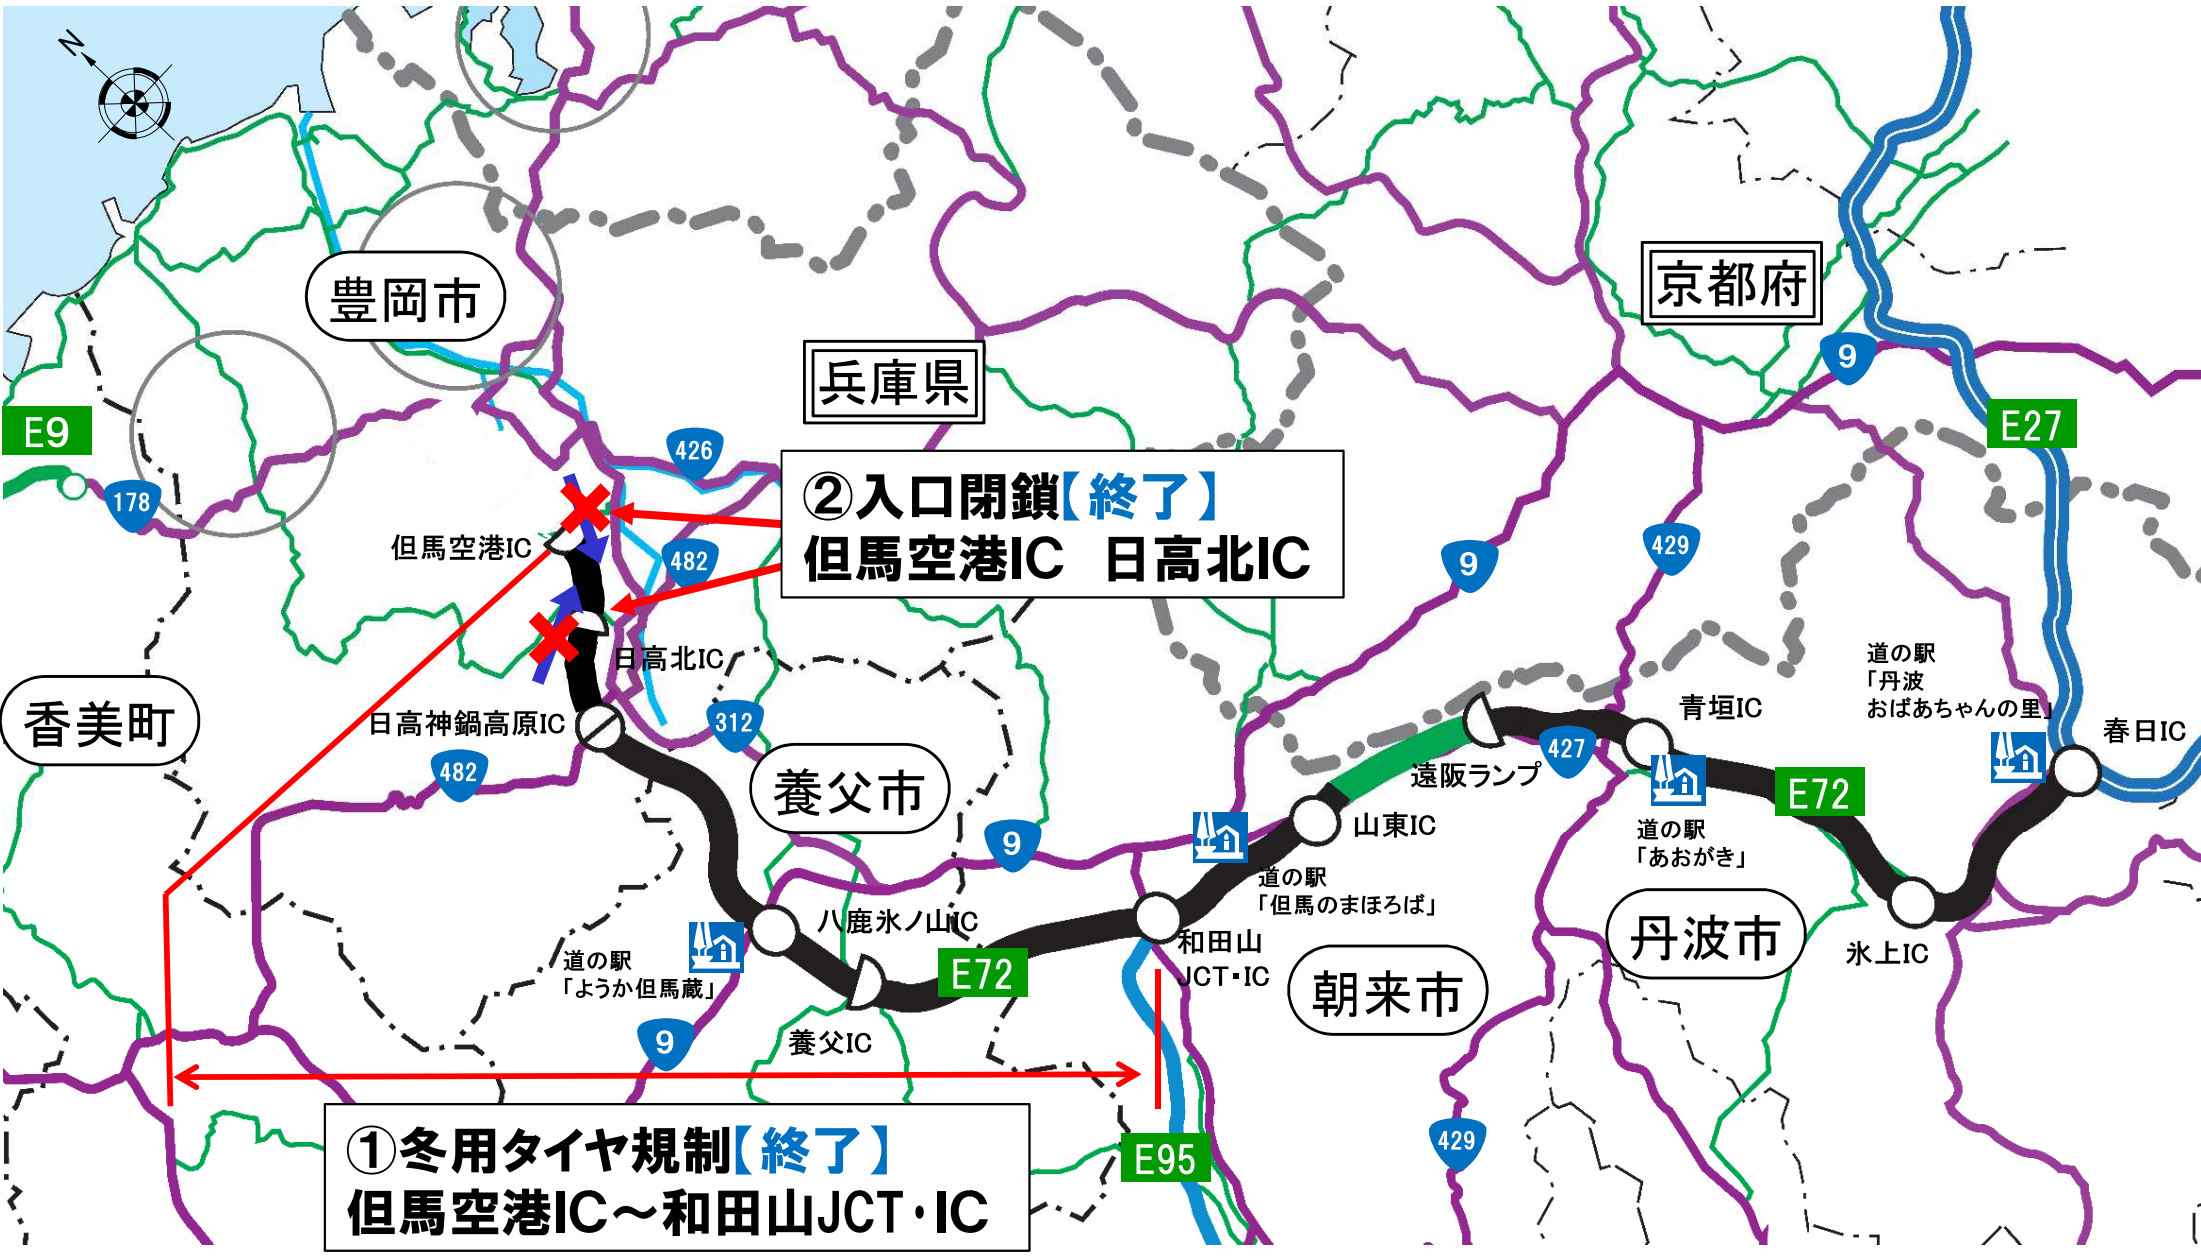 N
豊岡市
京都府
9
兵庫県
E9
E27
426
178
②入口閉鎖【終了】
但馬空港IC 日高北IC
但馬空港IC
482
9
429
日高北IC
道の駅
「丹波
おばあちゃんの里」
香美町
日高神鍋高原IC
312
青垣IC
春日IC
427
482
養父市
遠阪ランプ
E72
山東IC
9
道の駅
「あおがき」
道の駅
「但馬のまほろば」
八鹿氷ノ山IC
丹波市
和田山
JCT・IC
氷上IC
道の駅
「ようか但馬蔵」
E72
朝来市
9
養父IC
①冬用タイヤ規制【終了】
但馬空港IC～和田山JCT・IC
E95
429